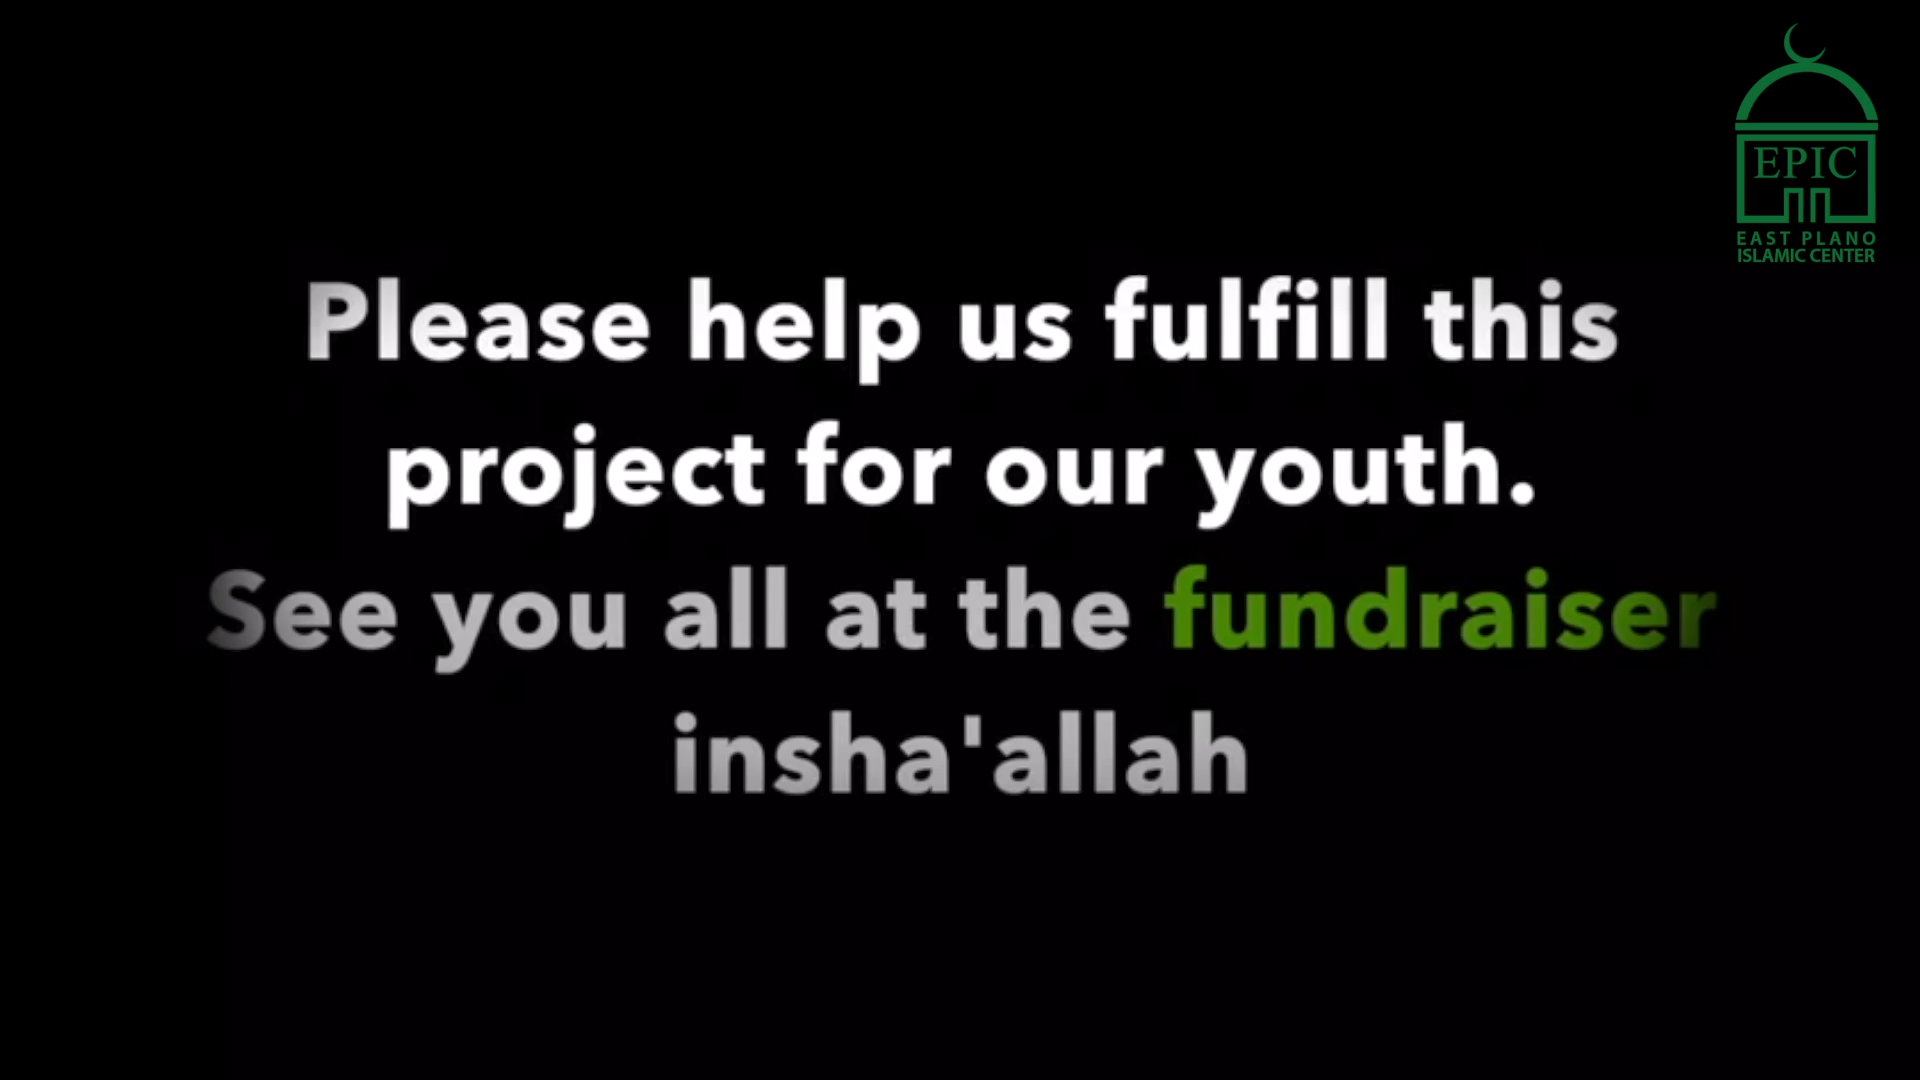 EPIC
EAST PLANO
ISLAMIC CENTER
Please help us fulfill this
project for our youth.
See you all at the fundraiser
insha'allah